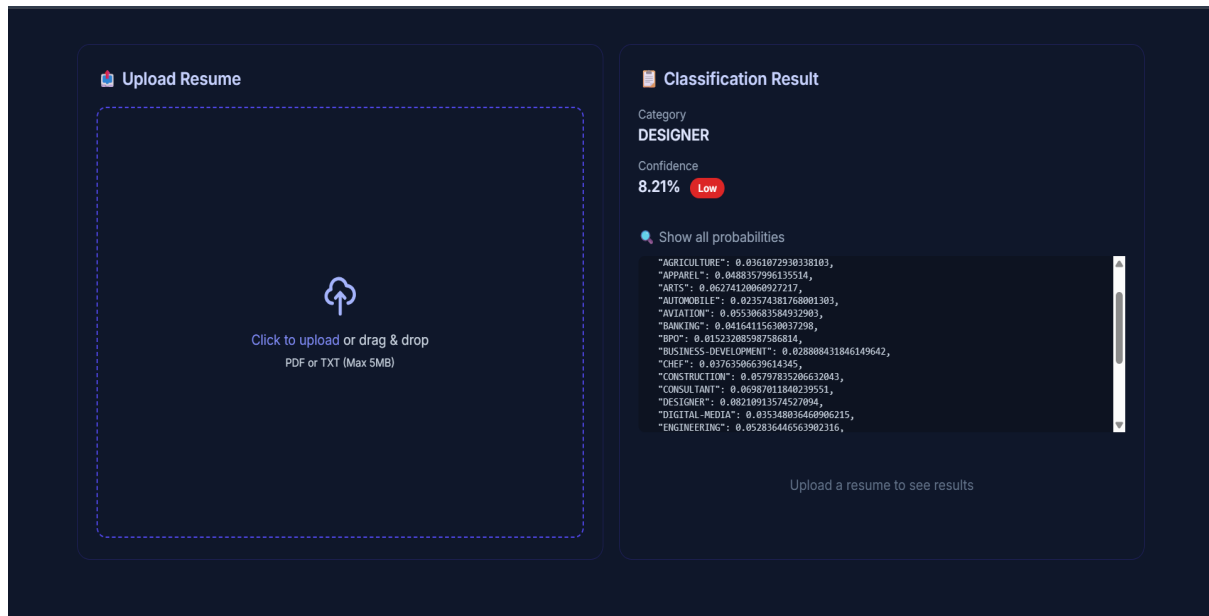 Upload Resume
Click to upload or drag & drop
PDF or TXT (Max 5MB)
Classification Result
Category
DESIGNER
Confidence
8.21% Low
Show all probabilities
"AGRICULTURE": 0.0361072930338103,
"APPAREL": 0.0488357996135514,
"ARTS": 0.06274120060927217,
"AUTOMOBILE": 0.023574381768001303,
"AVIATION": 0.05530683584932903,
"BANKING": 0.04164115630037298,
"BPO": 0.015232085987586814,
"BUSINESS-DEVELOPMENT": 0.028808431846149642,
"CHEF": 0.03763506639614345,
"CONSTRUCTION": 0.05797835206632043,
"CONSULTANT": 0.06987011840239551,
"DESIGNER": 0.08210913574527094,
"DIGITAL-MEDIA": 0.035348036460906215,
"ENGINEERING": 0.052836446563902316,
Upload a resume to see results